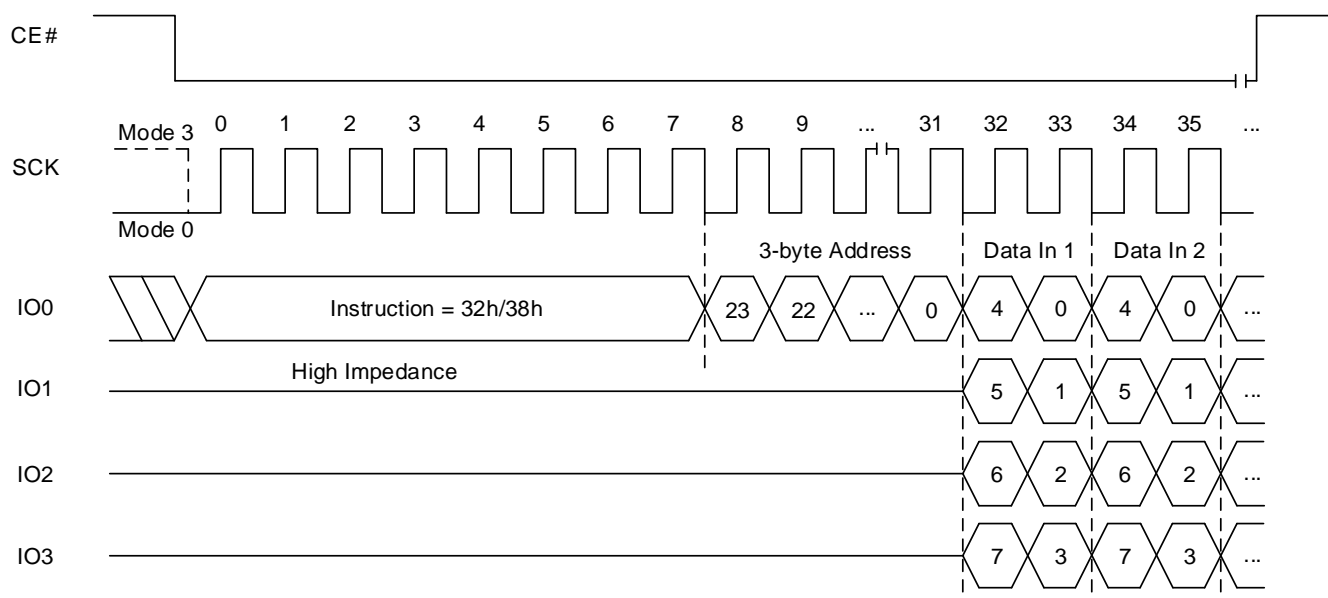 CE#
Mode 3 0 1 2 3 4 5 6 7 8 9 ... 31 32 33 34 35 ...
SCK
Mode 0
3-byte Address Data In 1 Data In 2
IO0 Instruction = 32h/38h 23 22 ... 0 4 0 4 0 ...
High Impedance
IO1 5 1 5 1 ...
IO2 6 2 6 2 ...
IO3 7 3 7 3 ...